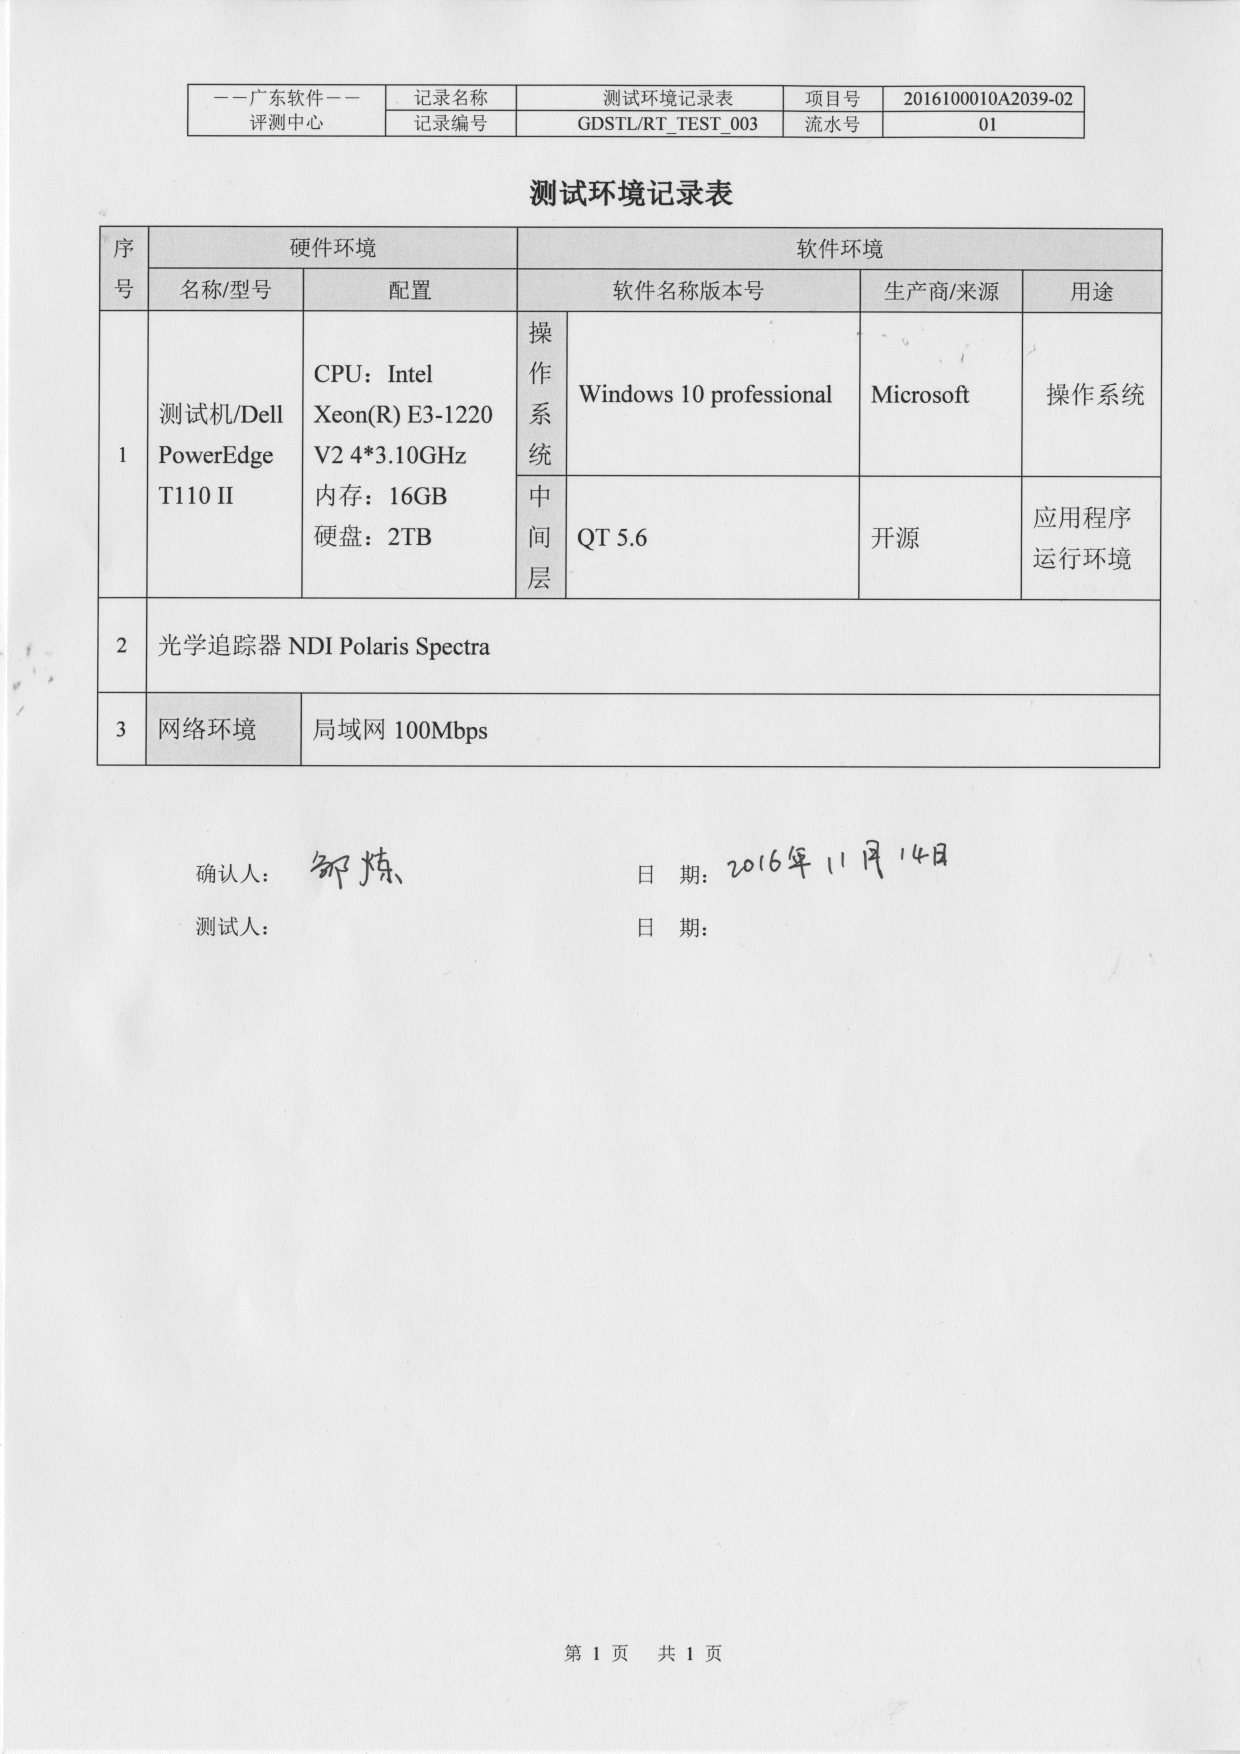 ——广东软件——
评测中心
记录名称 测试环境记录表 项目号 2016100010A2039-02
记录编号 GDSTL/RT_TEST_003 流水号 01
测试环境记录表
序号 硬件环境 软件环境
名称/型号 配置 软件名称版本号 生产商/来源 用途
1
测试机/Dell
PowerEdge
T110 II
CPU：Intel
Xeon(R) E3-1220
V2 4*3.10GHz
内存：16GB
硬盘：2TB
操作系统 Windows 10 professional Microsoft 操作系统
中间层 QT 5.6 开源 应用程序
运行环境
2 光学追踪器 NDI Polaris Spectra
3 网络环境 局域网 100Mbps
确认人： 邹炼 日 期：2016年11月14日
测试人： 日 期：
第 1 页 共 1 页